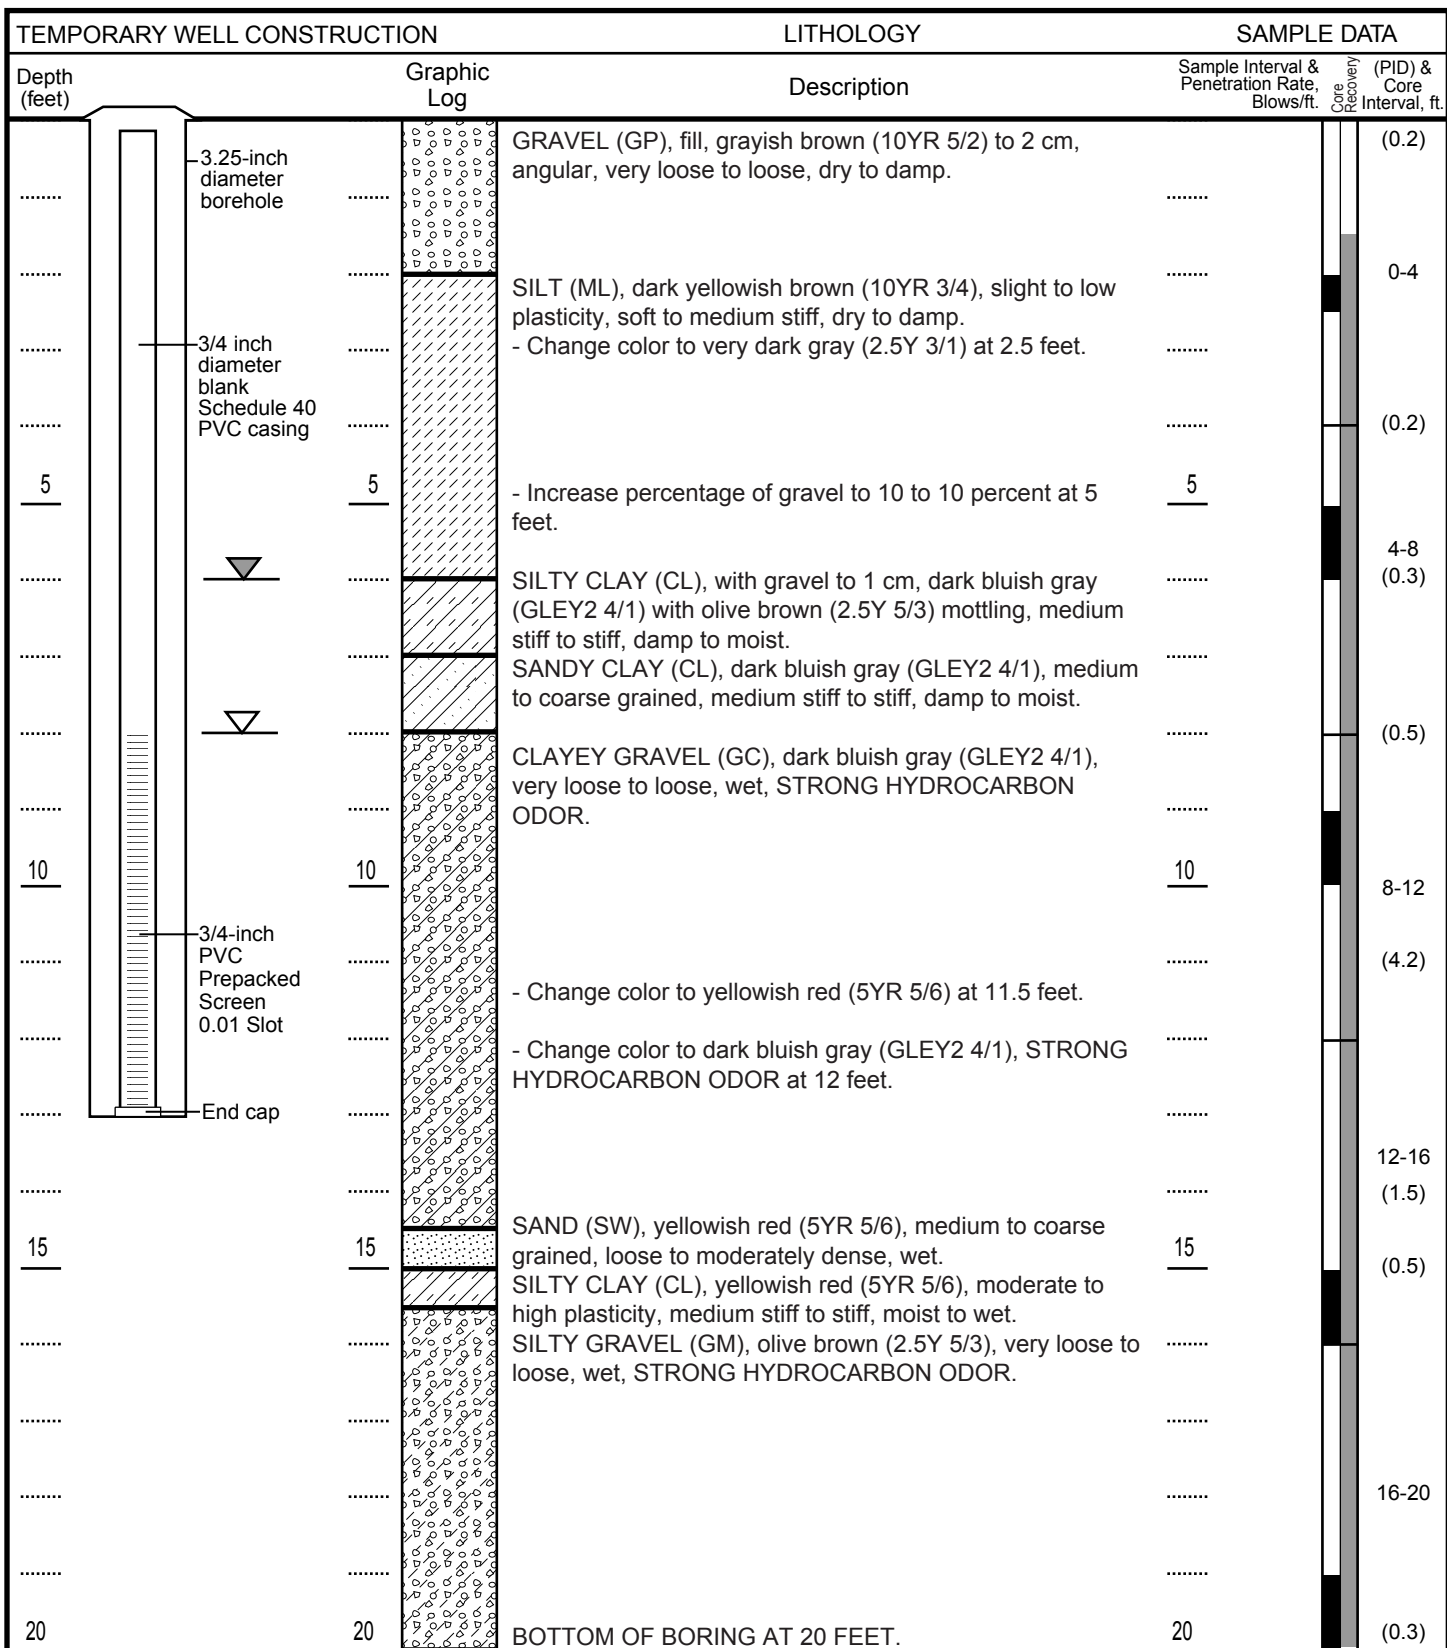 TEMPORARY WELL CONSTRUCTION
LITHOLOGY
SAMPLE DATA
Depth
(feet)
Graphic
Log
Description
Sample Interval &
Penetration Rate,
Blows/ft.
Core
Recovery
(PID) &
Core
Interval, ft.
3.25-inch
diameter
borehole
GRAVEL (GP), fill, grayish brown (10YR 5/2) to 2 cm,
angular, very loose to loose, dry to damp.
(0.2)
0-4
SILT (ML), dark yellowish brown (10YR 3/4), slight to low
plasticity, soft to medium stiff, dry to damp.
- Change color to very dark gray (2.5Y 3/1) at 2.5 feet.
3/4 inch
diameter
blank
Schedule 40
PVC casing
(0.2)
5
5
- Increase percentage of gravel to 10 to 10 percent at 5
feet.
5
4-8
(0.3)
SILTY CLAY (CL), with gravel to 1 cm, dark bluish gray
(GLEY2 4/1) with olive brown (2.5Y 5/3) mottling, medium
stiff to stiff, damp to moist.
SANDY CLAY (CL), dark bluish gray (GLEY2 4/1), medium
to coarse grained, medium stiff to stiff, damp to moist.
(0.5)
CLAYEY GRAVEL (GC), dark bluish gray (GLEY2 4/1),
very loose to loose, wet, STRONG HYDROCARBON
ODOR.
10
10
10
8-12
3/4-inch
PVC
Prepacked
Screen
0.01 Slot
(4.2)
- Change color to yellowish red (5YR 5/6) at 11.5 feet.
- Change color to dark bluish gray (GLEY2 4/1), STRONG
HYDROCARBON ODOR at 12 feet.
End cap
12-16
(1.5)
SAND (SW), yellowish red (5YR 5/6), medium to coarse
grained, loose to moderately dense, wet.
15
15
15
(0.5)
SILTY CLAY (CL), yellowish red (5YR 5/6), moderate to
high plasticity, medium stiff to stiff, moist to wet.
SILTY GRAVEL (GM), olive brown (2.5Y 5/3), very loose to
loose, wet, STRONG HYDROCARBON ODOR.
16-20
20
20
BOTTOM OF BORING AT 20 FEET.
20
(0.3)